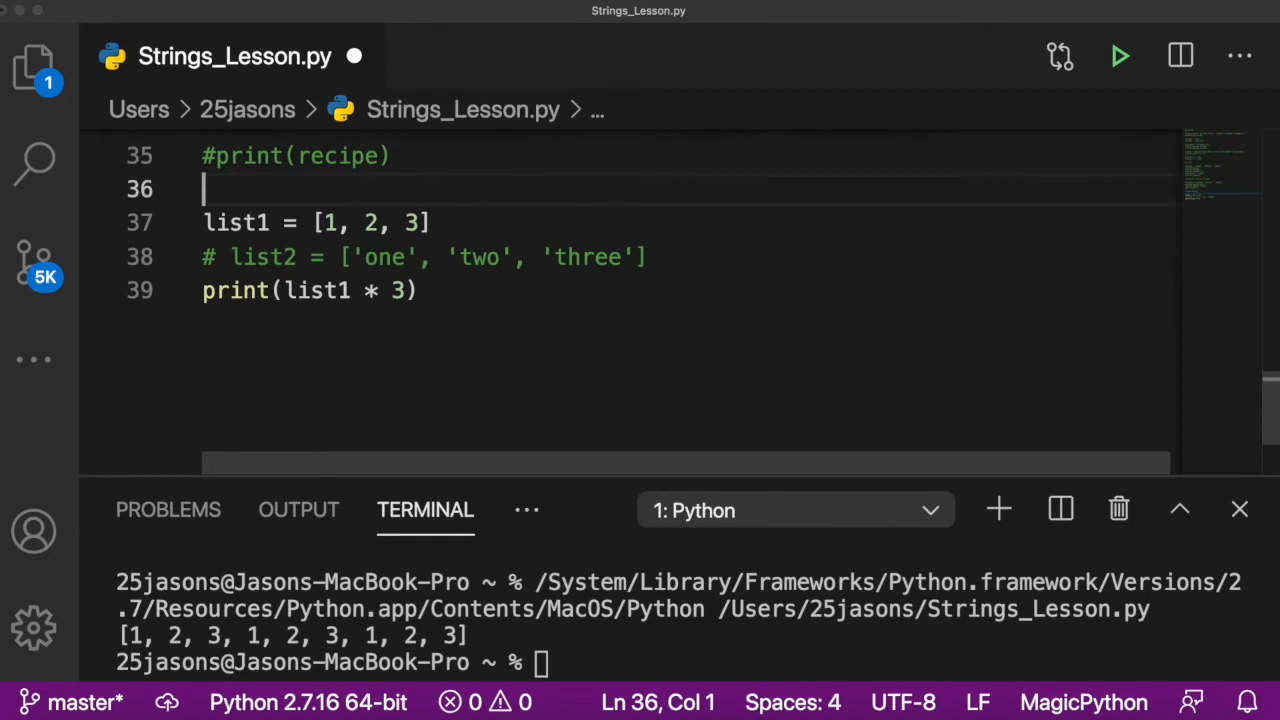 Strings_Lesson.py
Strings_Lesson.py
1
Users > 25jasons > Strings_Lesson.py > ...
35 #print(recipe)
36
37 list1 = [1, 2, 3]
38 # list2 = ['one', 'two', 'three']
39 print(list1 * 3)
5K
PROBLEMS OUTPUT TERMINAL ... 1: Python
25jasons@Jasons-MacBook-Pro ~ % /System/Library/Frameworks/Python.framework/Versions/2
.7/Resources/Python.app/Contents/MacOS/Python /Users/25jasons/Strings_Lesson.py
[1, 2, 3, 1, 2, 3, 1, 2, 3]
25jasons@Jasons-MacBook-Pro ~ %
master* Python 2.7.16 64-bit 0 0 Ln 36, Col 1 Spaces: 4 UTF-8 LF MagicPython